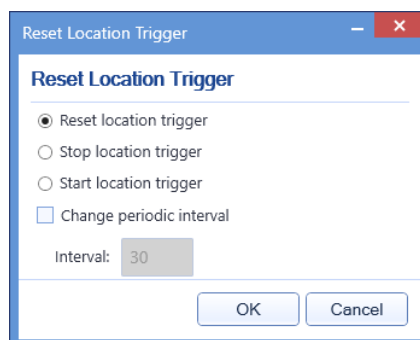 Reset Location Trigger
Reset Location Trigger
Reset location trigger
Stop location trigger
Start location trigger
Change periodic interval
Interval: 30
OK Cancel